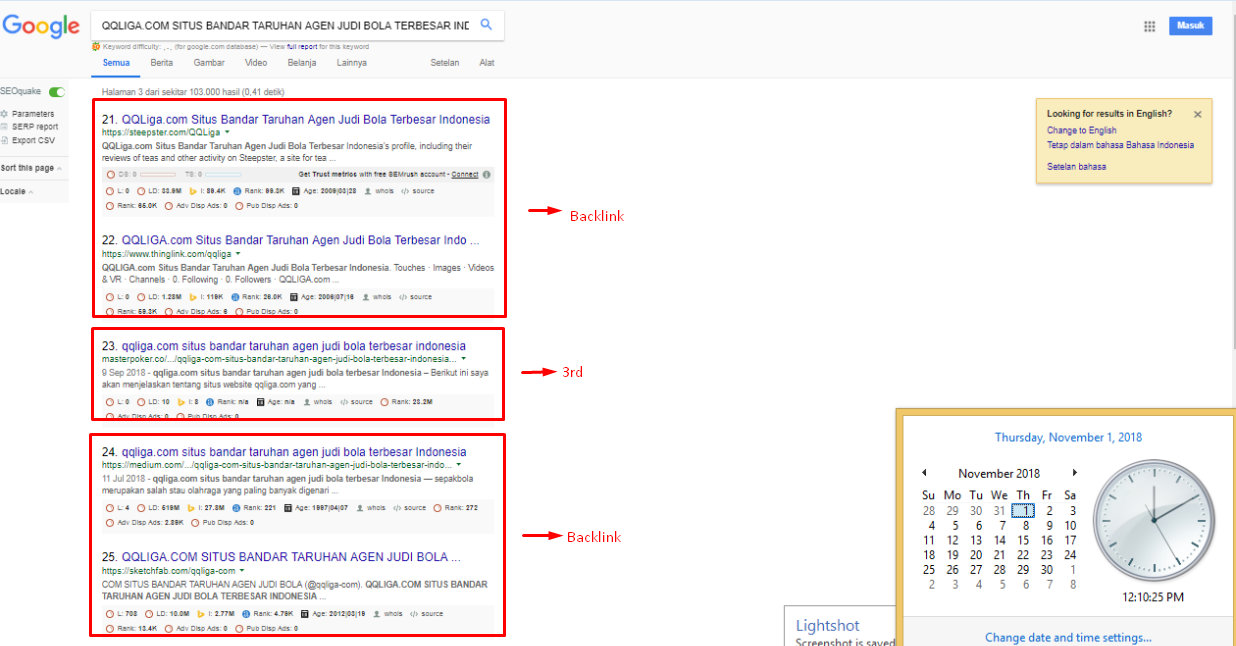 Google
QQLIGA.COM SITUS BANDAR TARUHAN AGEN JUDI BOLA TERBESAR IND
Masuk
Keyword difficulty: (for google.com database) — View full report for this keyword
Semua Berita Gambar Video Belanja Lainnya Setelan Alat
SEOquake
Parameters
SERP report
Export CSV
Sort this page
Locale
Halaman 3 dari sekitar 103.000 hasil (0,41 detik)
21. QQLiga.com Situs Bandar Taruhan Agen Judi Bola Terbesar Indonesia
https://steepster.com/QQLiga
QQLiga.com Situs Bandar Taruhan Agen Judi Bola Terbesar Indonesia's profile, including their
reviews of teas and other activity on Steepster, a site for tea ...
DS: TS: Get Trust metrics with free SEMrush account - Connect
L: 0 LD: 33.9M I: 39.4K Rank: 99.3K Age: 2009|03|23 whois source
Rank: 65.0K Adv Disp Ads: 0 Pub Disp Ads: 0
22. QQLIGA.com Situs Bandar Taruhan Agen Judi Bola Terbesar Indo ...
https://www.thinglink.com/qqliga
QQLIGA.com Situs Bandar Taruhan Agen Judi Bola Terbesar Indonesia. Touches · Images · Videos
& VR · Channels · 0. Following · 0. Followers · QQLIGA.com ...
L: 0 LD: 1.23M I: 119K Rank: 26.0K Age: 2006|07|16 whois source
Rank: 59.3K Adv Disp Ads: 6 Pub Disp Ads: 0
Backlink
23. qqliga.com situs bandar taruhan agen judi bola terbesar indonesia
masterpoker.co/.../qqliga-com-situs-bandar-taruhan-agen-judi-bola-terbesar-indonesia...
9 Sep 2018 - qqliga.com situs bandar taruhan agen judi bola terbesar Indonesia – Berikut ini saya
akan menjelaskan tentang situs website qqliga.com yang ...
L: 0 LD: 10 I: 3 Rank: n/a Age: n/a whois source Rank: 23.2M
Adv Disp Ads: 0 Pub Disp Ads: 0
3rd
24. qqliga.com situs bandar taruhan agen judi bola terbesar Indonesia
https://medium.com/.../qqliga-com-situs-bandar-taruhan-agen-judi-bola-terbesar-indo...
11 Jul 2018 - qqliga.com situs bandar taruhan agen judi bola terbesar Indonesia — sepakbola
merupakan salah stau olahraga yang paling banyak digenari ...
L: 4 LD: 519M I: 27.3M Rank: 221 Age: 1997|04|07 whois source Rank: 272
Adv Disp Ads: 2.39K Pub Disp Ads: 0
25. QQLIGA.COM SITUS BANDAR TARUHAN AGEN JUDI BOLA ...
https://sketchfab.com/qqliga-com
COM SITUS BANDAR TARUHAN AGEN JUDI BOLA (@qqliga-com). QQLIGA.COM SITUS BANDAR
TARUHAN AGEN JUDI BOLA TERBESAR INDONESIA ...
L: 703 LD: 10.0M I: 2.77M Rank: 4.79K Age: 2012|03|19 whois source
Rank: 13.4K Adv Disp Ads: 0 Pub Disp Ads: 0
Backlink
Looking for results in English?
Change to English
Tetap dalam bahasa Bahasa Indonesia
Setelan bahasa
Thursday, November 1, 2018
November 2018
Su Mo Tu We Th Fr Sa
28 29 30 31 1 2 3
4 5 6 7 8 9 10
11 12 13 14 15 16 17
18 19 20 21 22 23 24
25 26 27 28 29 30 1
2 3 4 5 6 7 8
12:10:25 PM
Change date and time settings...
Lightshot
Screenshot is saved